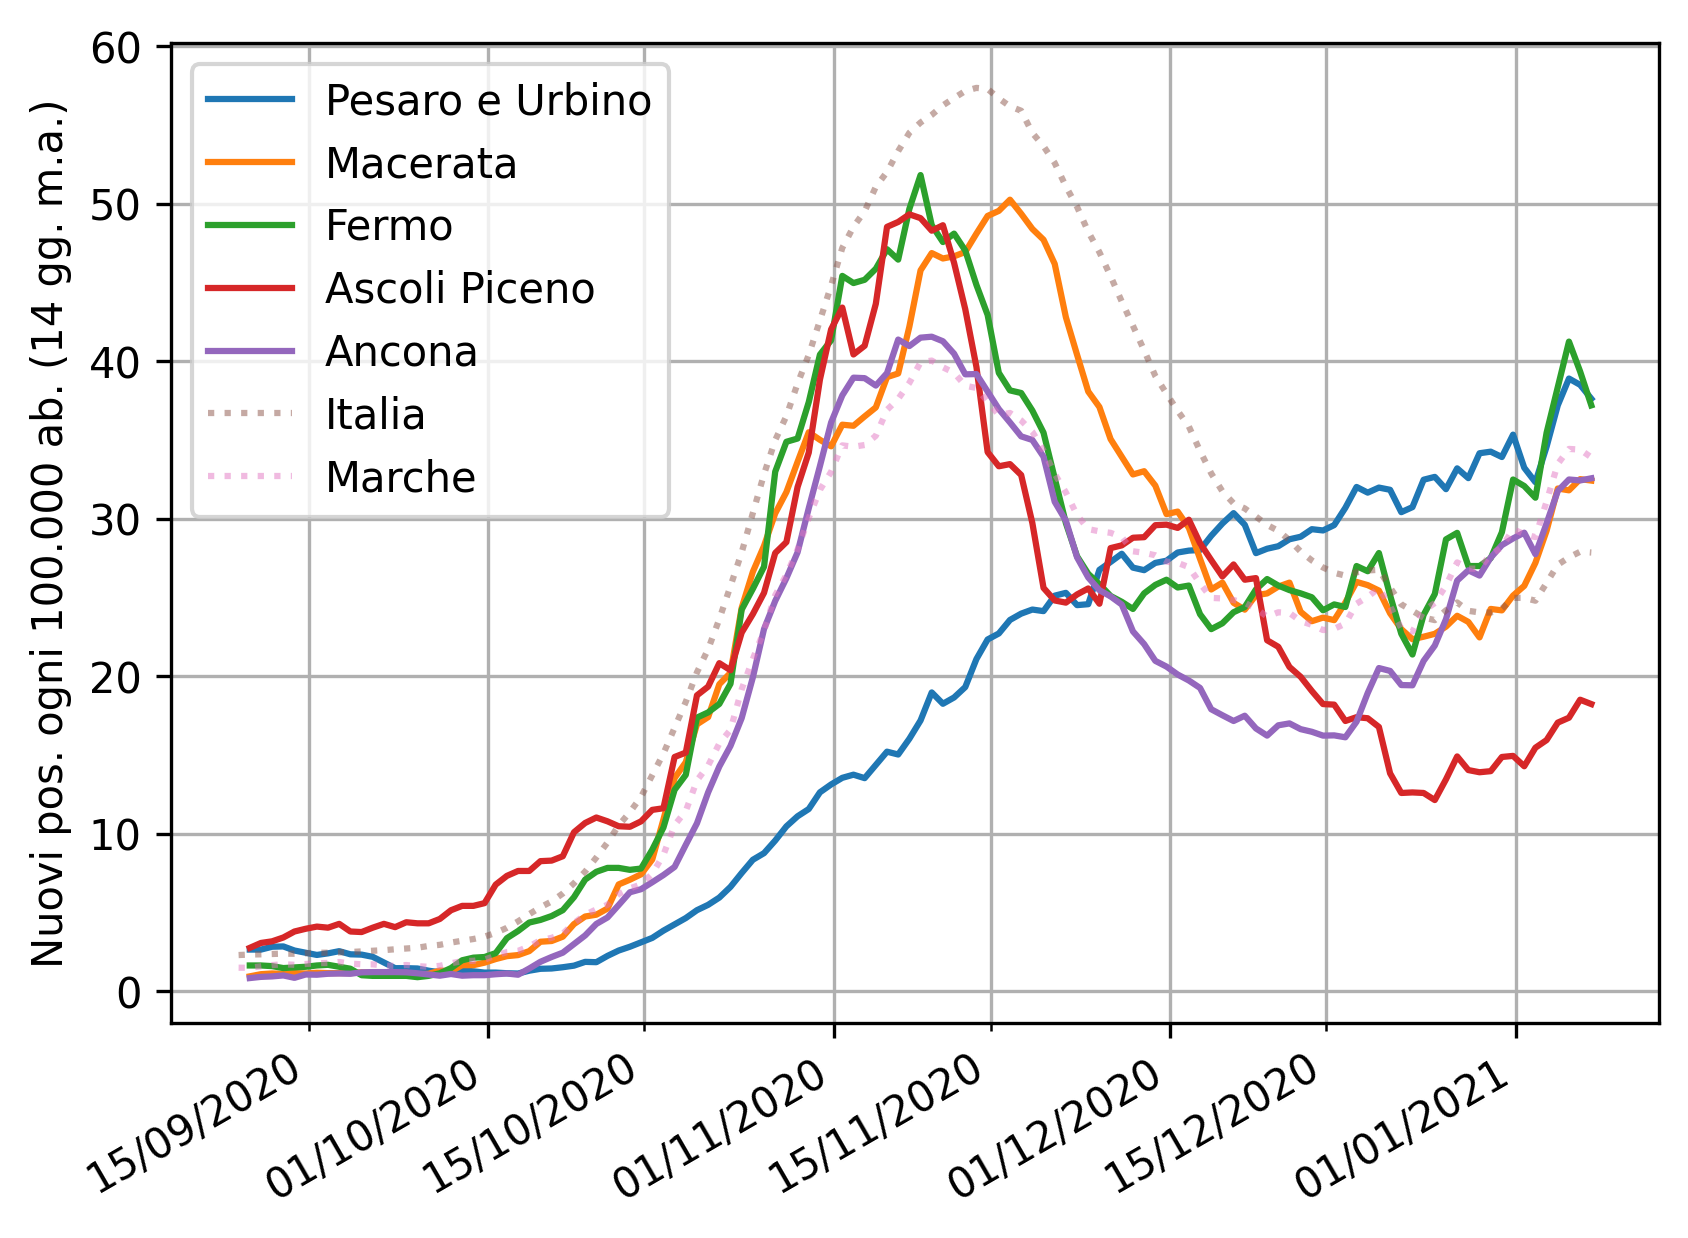 Nuovi pos. ogni 100.000 ab. (14 gg. m.a.)
60
50
40
30
20
10
0
Pesaro e Urbino
Macerata
Fermo
Ascoli Piceno
Ancona
Italia
Marche
15/09/2020
01/10/2020
15/10/2020
01/11/2020
15/11/2020
01/12/2020
15/12/2020
01/01/2021